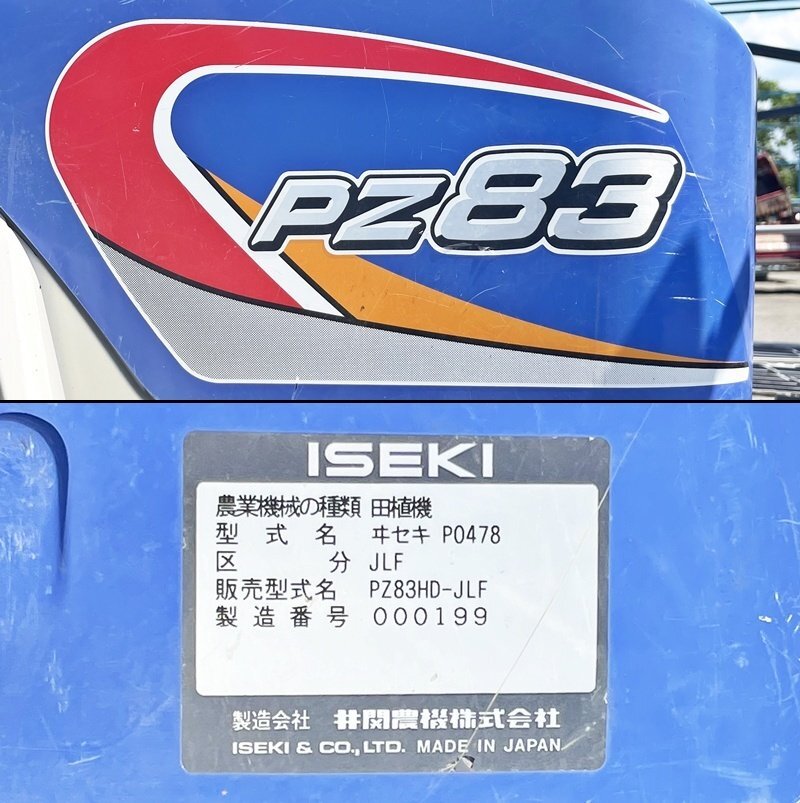 PZ83
ISEKI
農業機械の種類 田植機
型式名 ヰセキ P0478
区分 JLF
販売型式名 PZ83HD-JLF
製造番号 000199
製造会社 井関農機株式会社
ISEKI & CO., LTD. MADE IN JAPAN